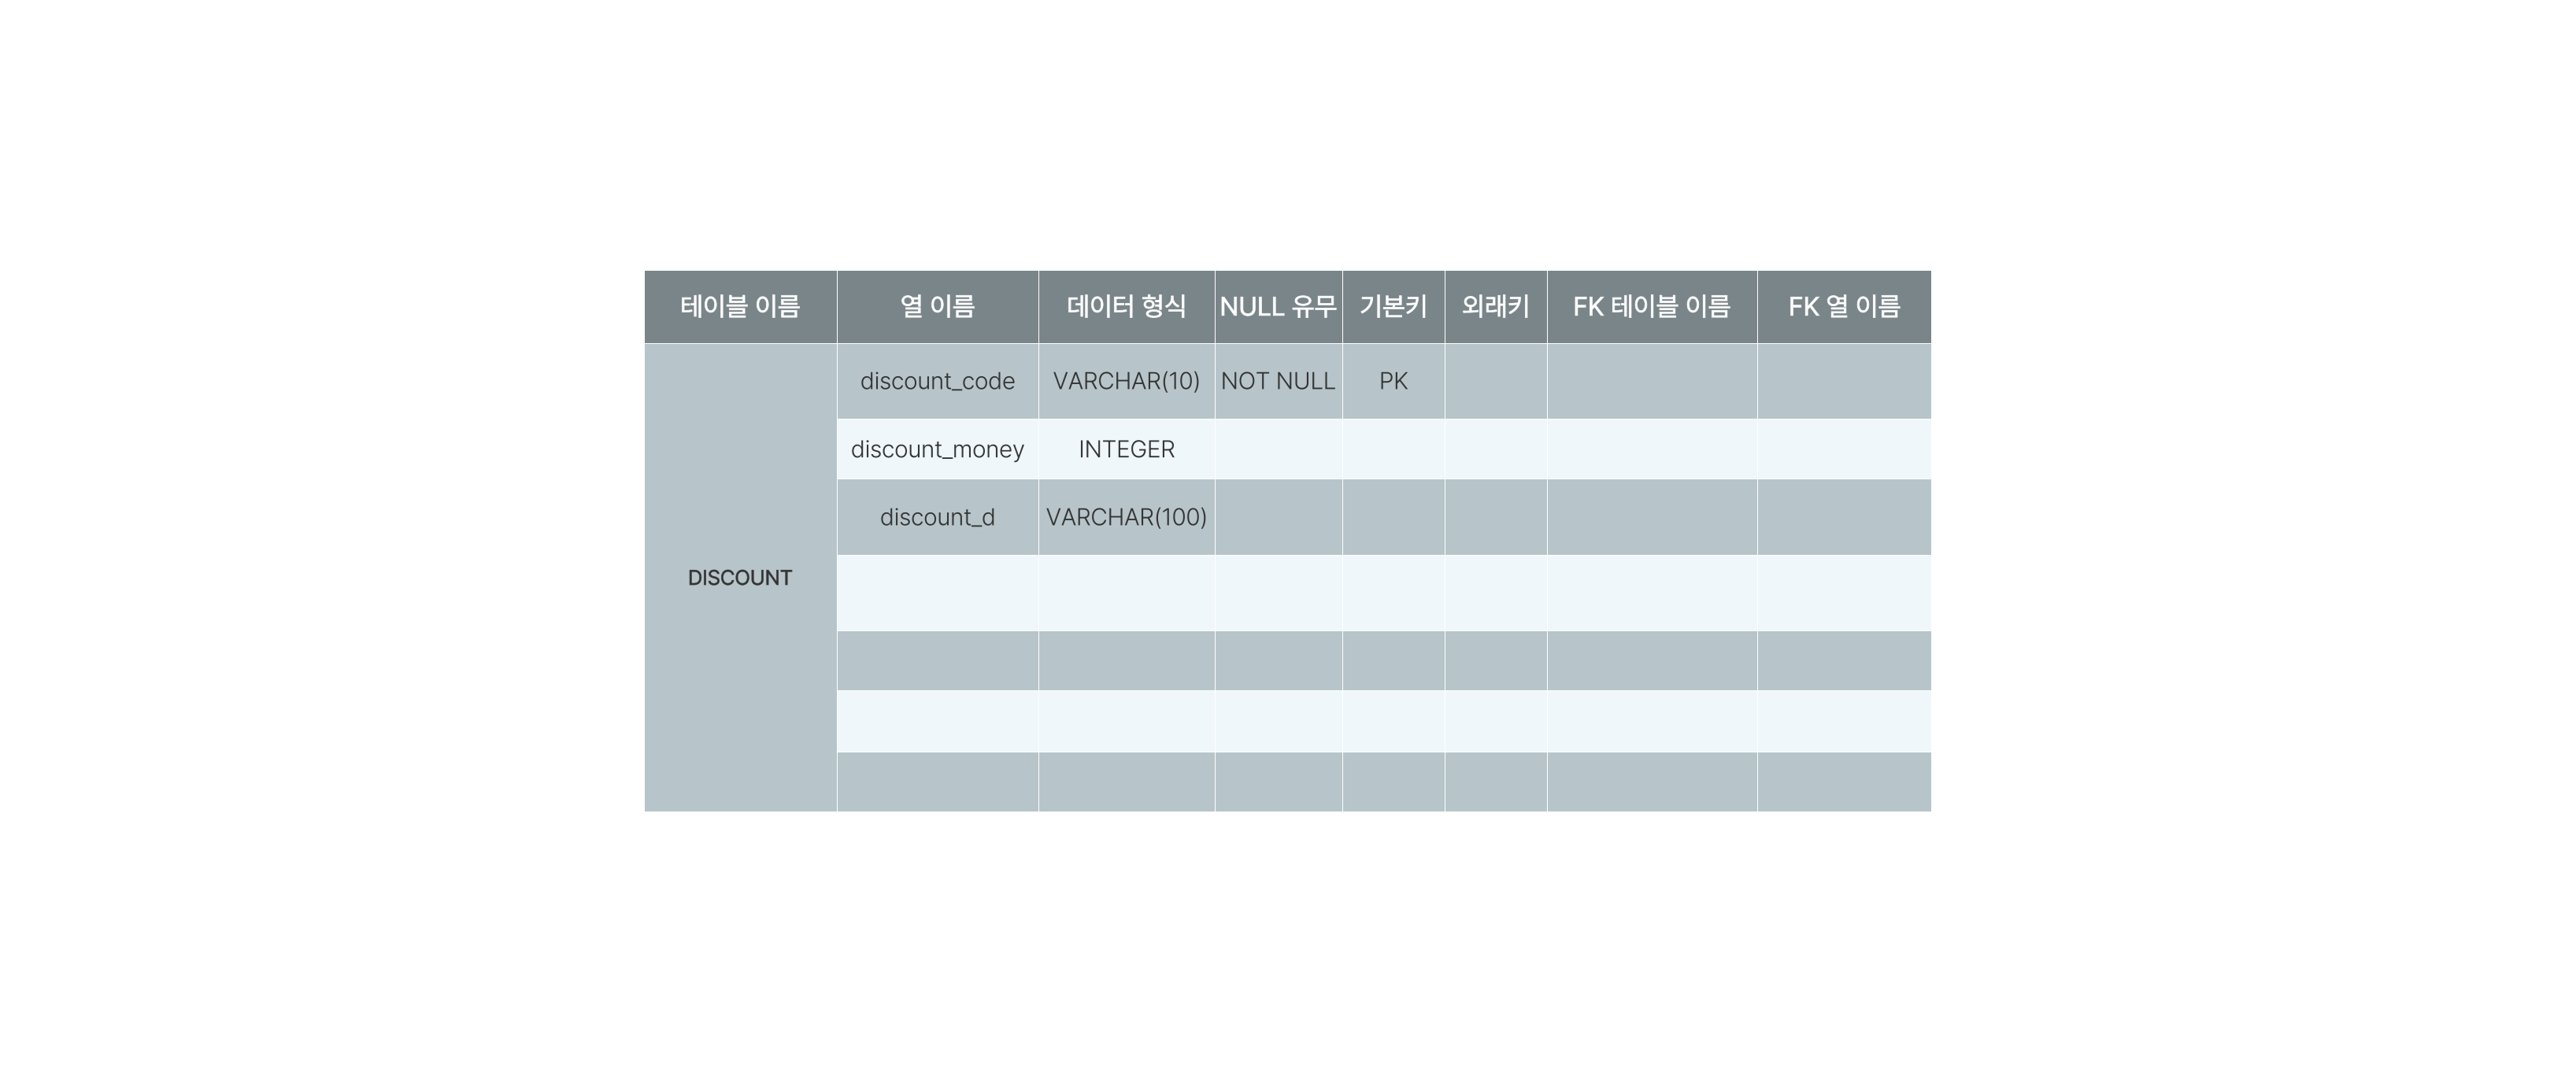 테이블 이름 열 이름 데이터 형식 NULL 유무 기본키 외래키 FK 테이블 이름 FK 열 이름
discount_code VARCHAR(10) NOT NULL PK
discount_money INTEGER
discount_d VARCHAR(100)
DISCOUNT